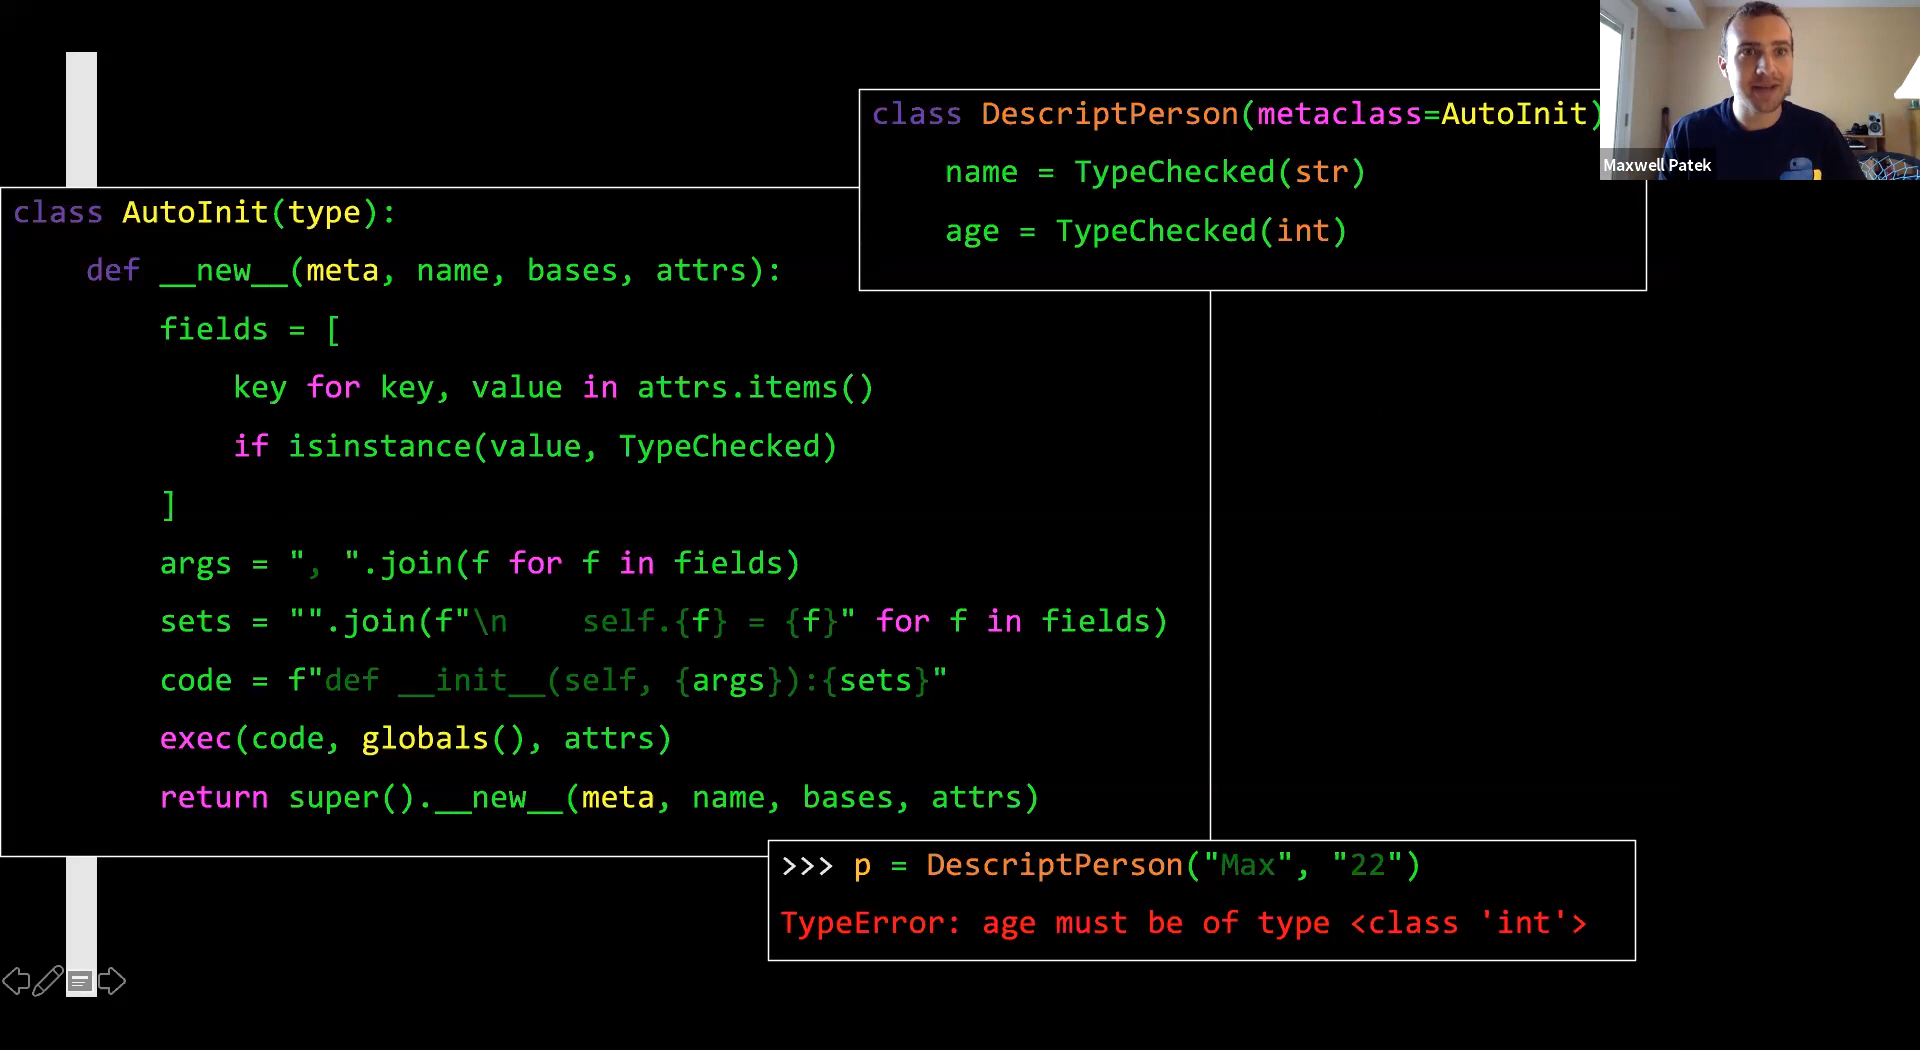 class DescriptPerson(metaclass=AutoInit)
    name = TypeChecked(str)
    age = TypeChecked(int)
Maxwell Patek
class AutoInit(type):
    def __new__(meta, name, bases, attrs):
        fields = [
            key for key, value in attrs.items()
            if isinstance(value, TypeChecked)
        ]
        args = ", ".join(f for f in fields)
        sets = "".join(f"\n    self.{f} = {f}" for f in fields)
        code = f"def __init__(self, {args}):{sets}"
        exec(code, globals(), attrs)
        return super().__new__(meta, name, bases, attrs)
>>> p = DescriptPerson("Max", "22")
TypeError: age must be of type <class 'int'>